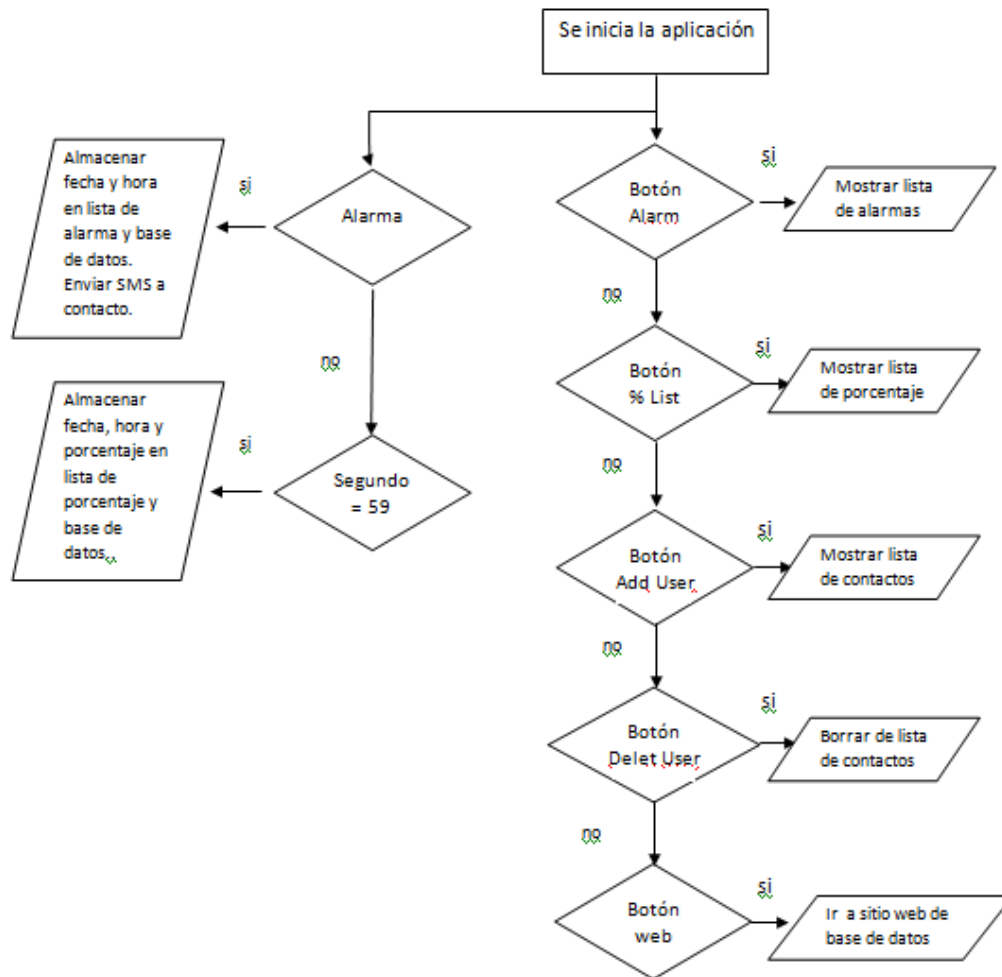 Se inicia la aplicación
Almacenar
fecha y hora
en lista de
alarma y base
de datos.
Enviar SMS a
contacto.
si
Alarma
no
Almacenar
fecha, hora y
porcentaje en
lista de
porcentaje y
base de
datos.
si
Segundo
= 59
Botón
Alarm
si
Mostrar lista
de alarmas
no
Botón
% List
si
Mostrar lista
de porcentaje
no
Botón
Add User
si
Mostrar lista
de contactos
no
Botón
Delet User
si
Borrar de lista
de contactos
no
Botón
web
si
Ir a sitio web de
base de datos